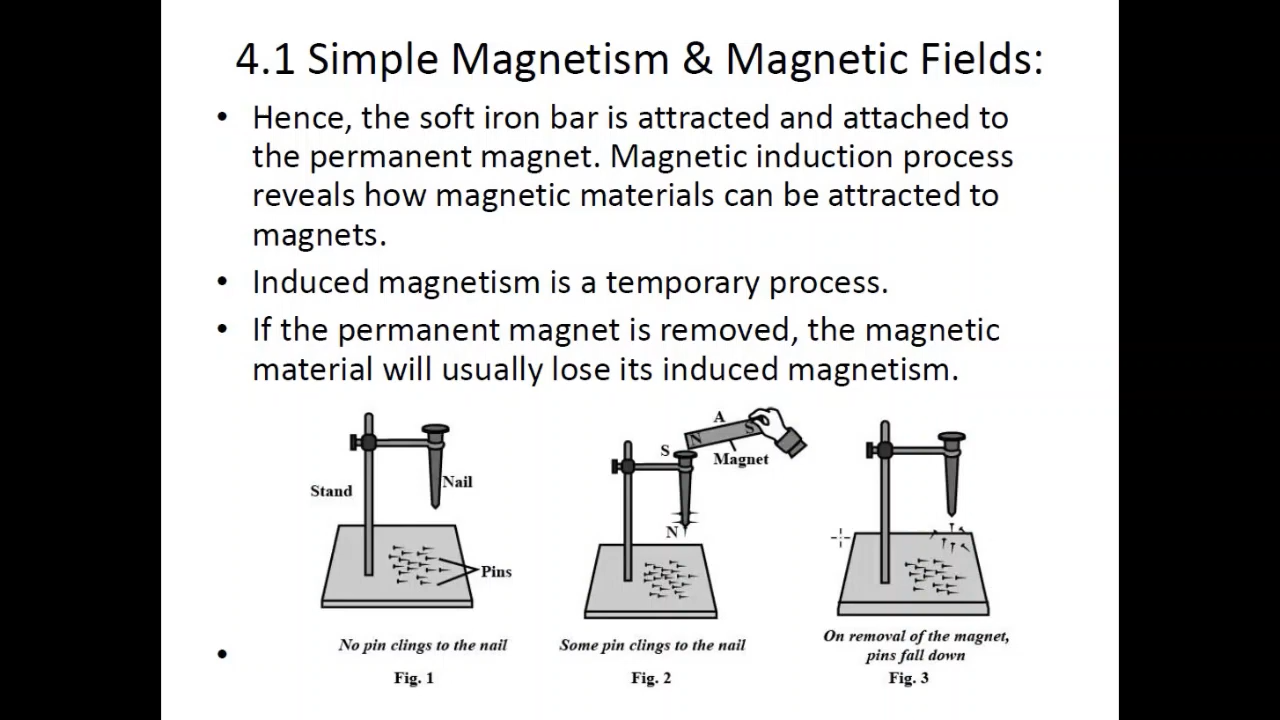 4.1 Simple Magnetism & Magnetic Fields:
• Hence, the soft iron bar is attracted and attached to
the permanent magnet. Magnetic induction process
reveals how magnetic materials can be attracted to
magnets.
• Induced magnetism is a temporary process.
• If the permanent magnet is removed, the magnetic
material will usually lose its induced magnetism.
Stand
Nail
Pins
No pin clings to the nail
Fig. 1
A
N
S
S
Magnet
N
Some pin clings to the nail
Fig. 2
On removal of the magnet,
pins fall down
Fig. 3
•